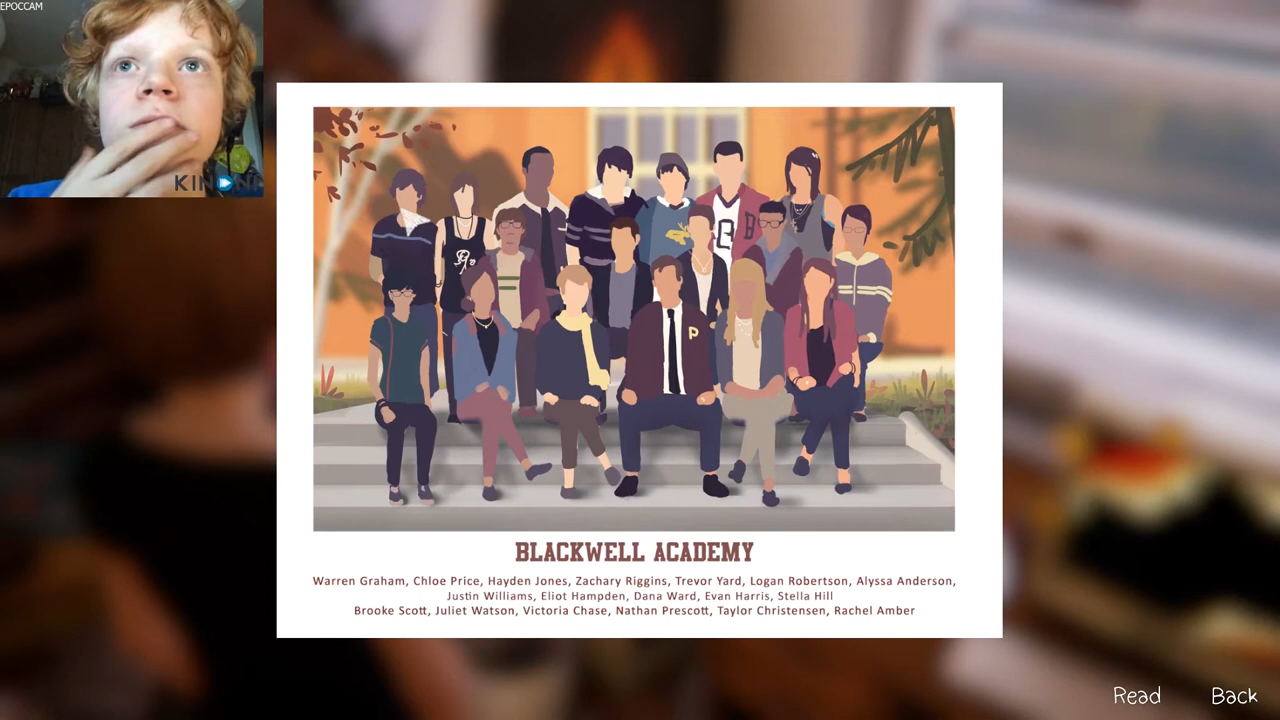 EPOCCAM
KINONI
P
BLACKWELL ACADEMY
Warren Graham, Chloe Price, Hayden Jones, Zachary Riggins, Trevor Yard, Logan Robertson, Alyssa Anderson,
Justin Williams, Eliot Hampden, Dana Ward, Evan Harris, Stella Hill
Brooke Scott, Juliet Watson, Victoria Chase, Nathan Prescott, Taylor Christensen, Rachel Amber
Read Back